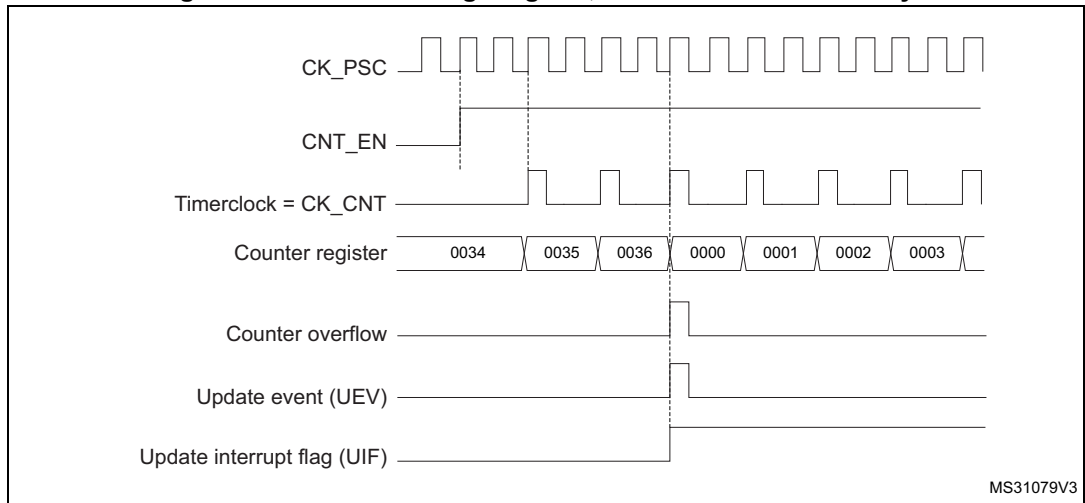 CK_PSC
CNT_EN
Timerclock = CK_CNT
Counter register 0034 0035 0036 0000 0001 0002 0003
Counter overflow
Update event (UEV)
Update interrupt flag (UIF)
MS31079V3